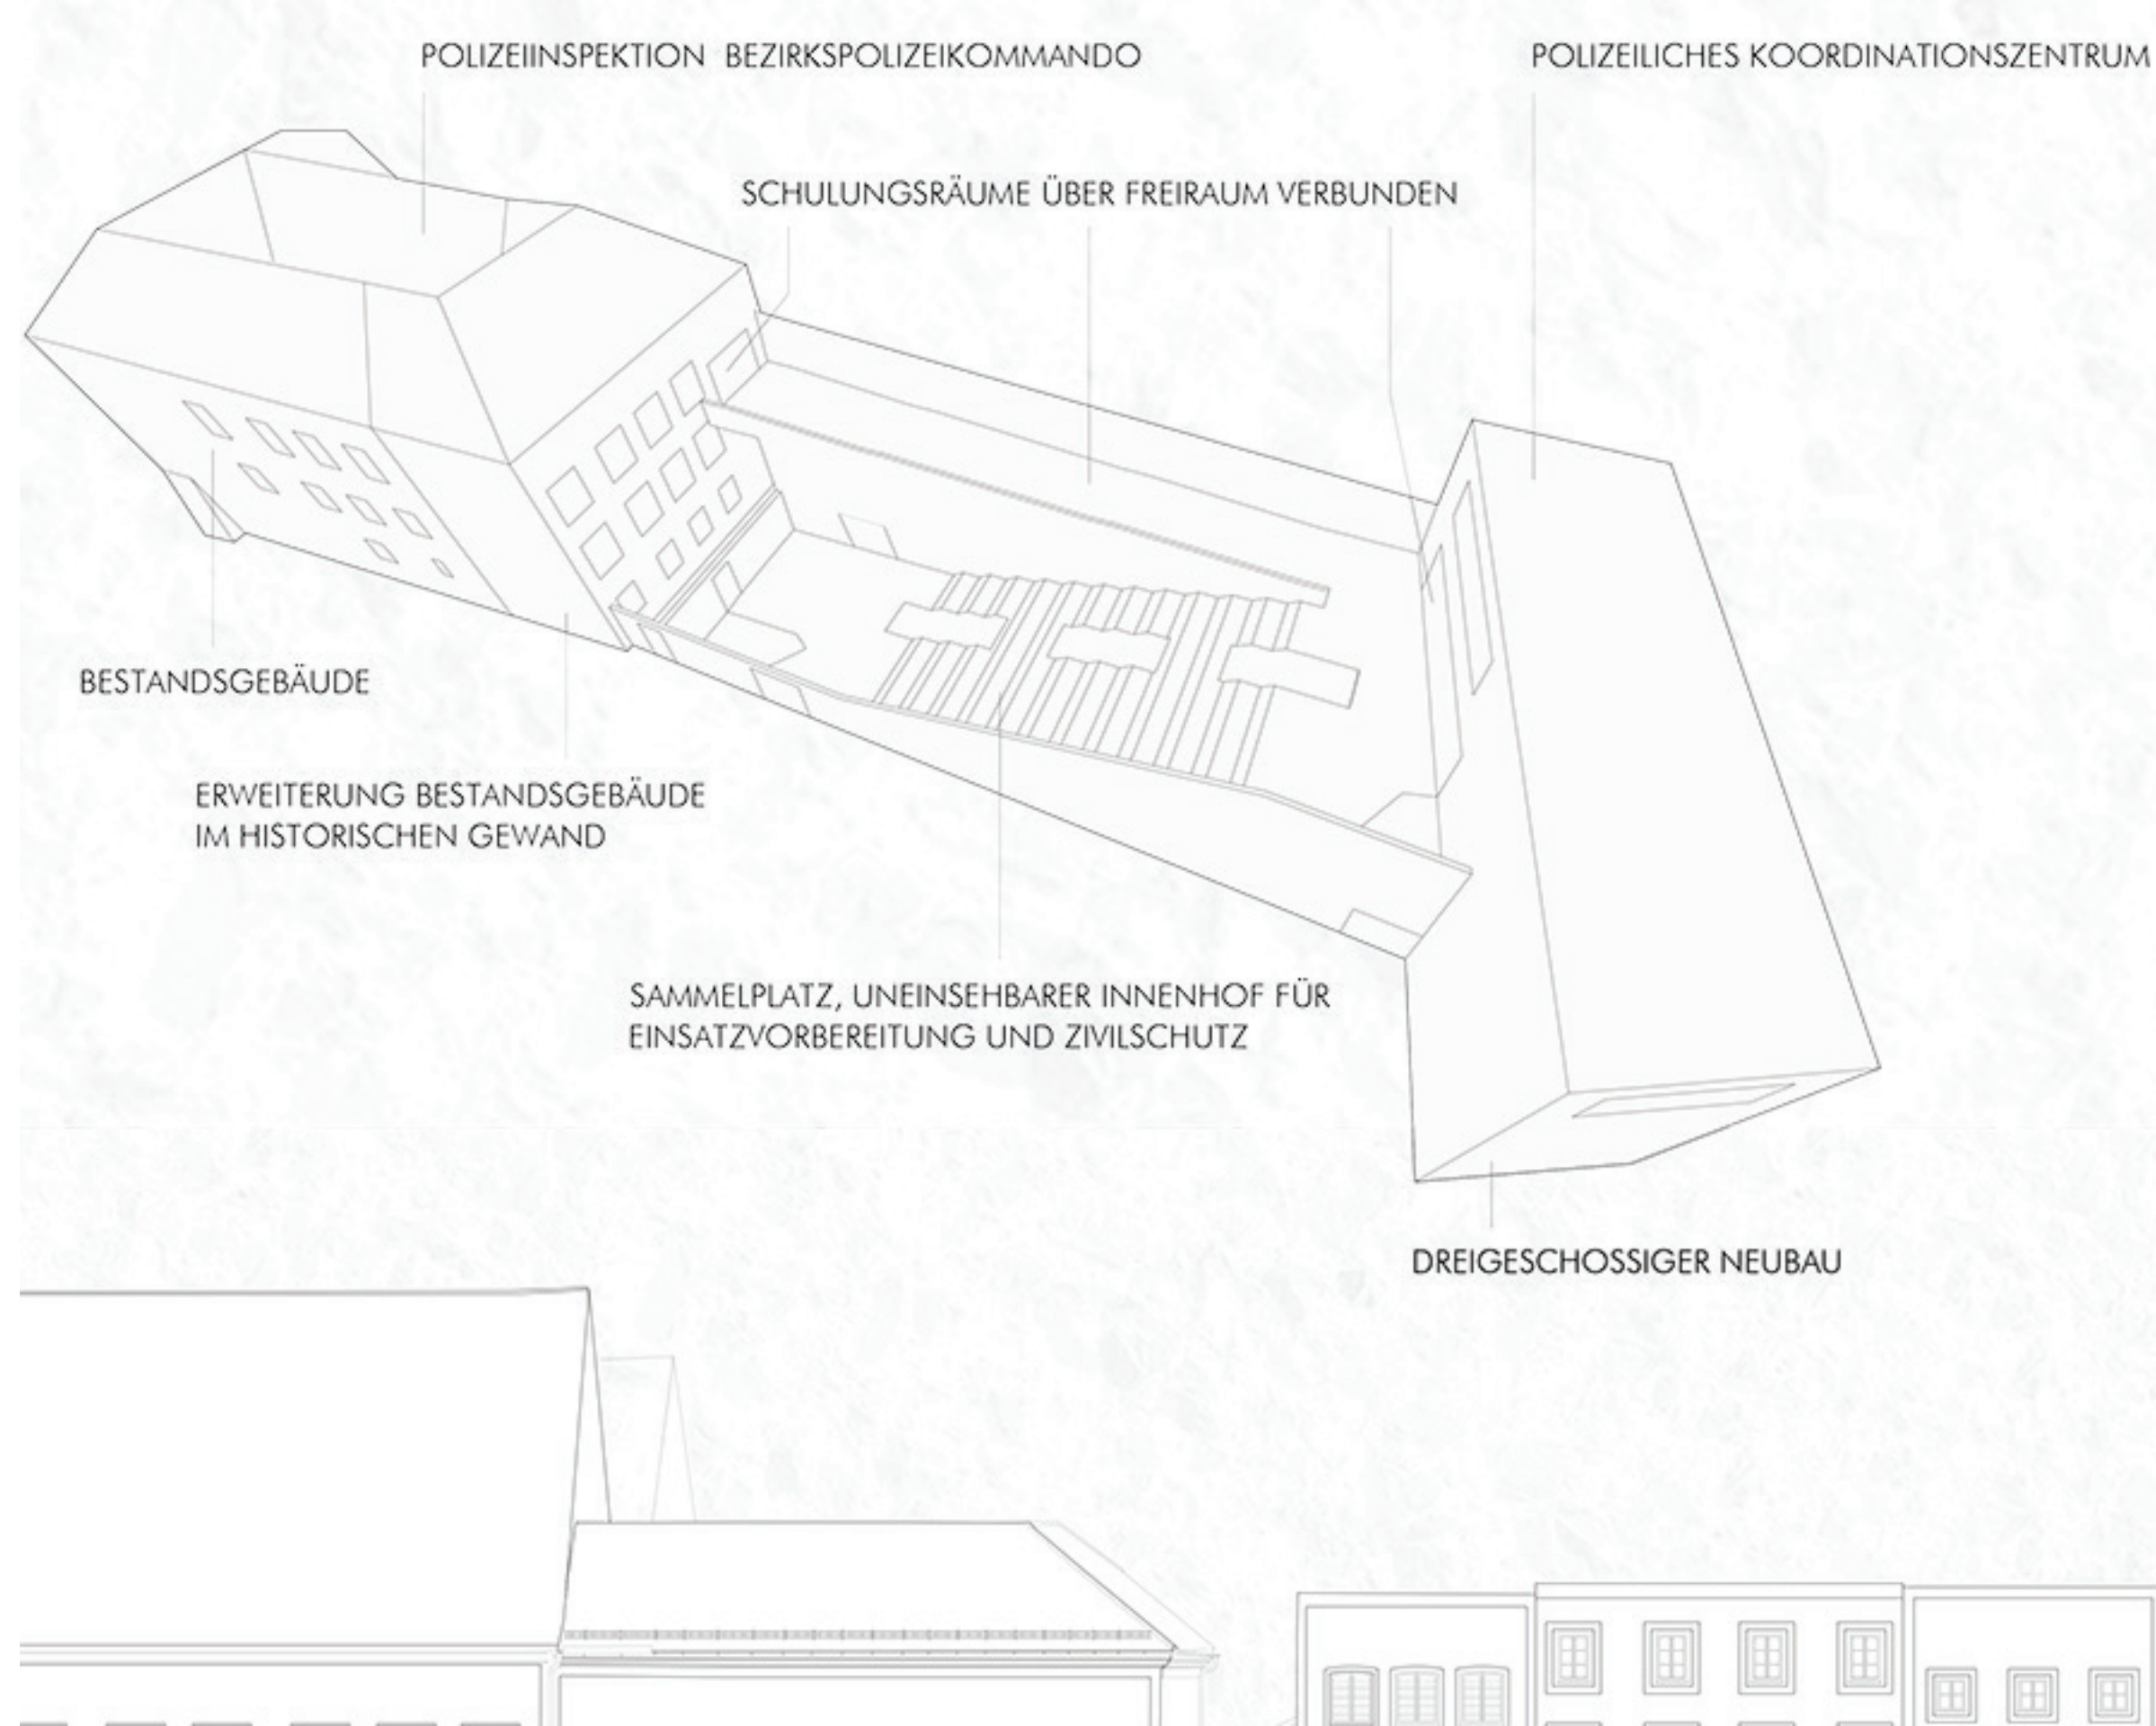 POLIZEIINSPEKTION BEZIRKSPOLIZEIKOMMANDO
POLIZEILICHES KOORDINATIONSZENTRUM
SCHULUNGSRÄUME ÜBER FREIRAUM VERBUNDEN
BESTANDSGEBÄUDE
ERWEITERUNG BESTANDSGEBÄUDE
IM HISTORISCHEN GEWAND
SAMMELPLATZ, UNEINSEHBARER INNENHOF FÜR
EINSATZVORBEREITUNG UND ZIVILSCHUTZ
DREIGESCHOSSIGER NEUBAU